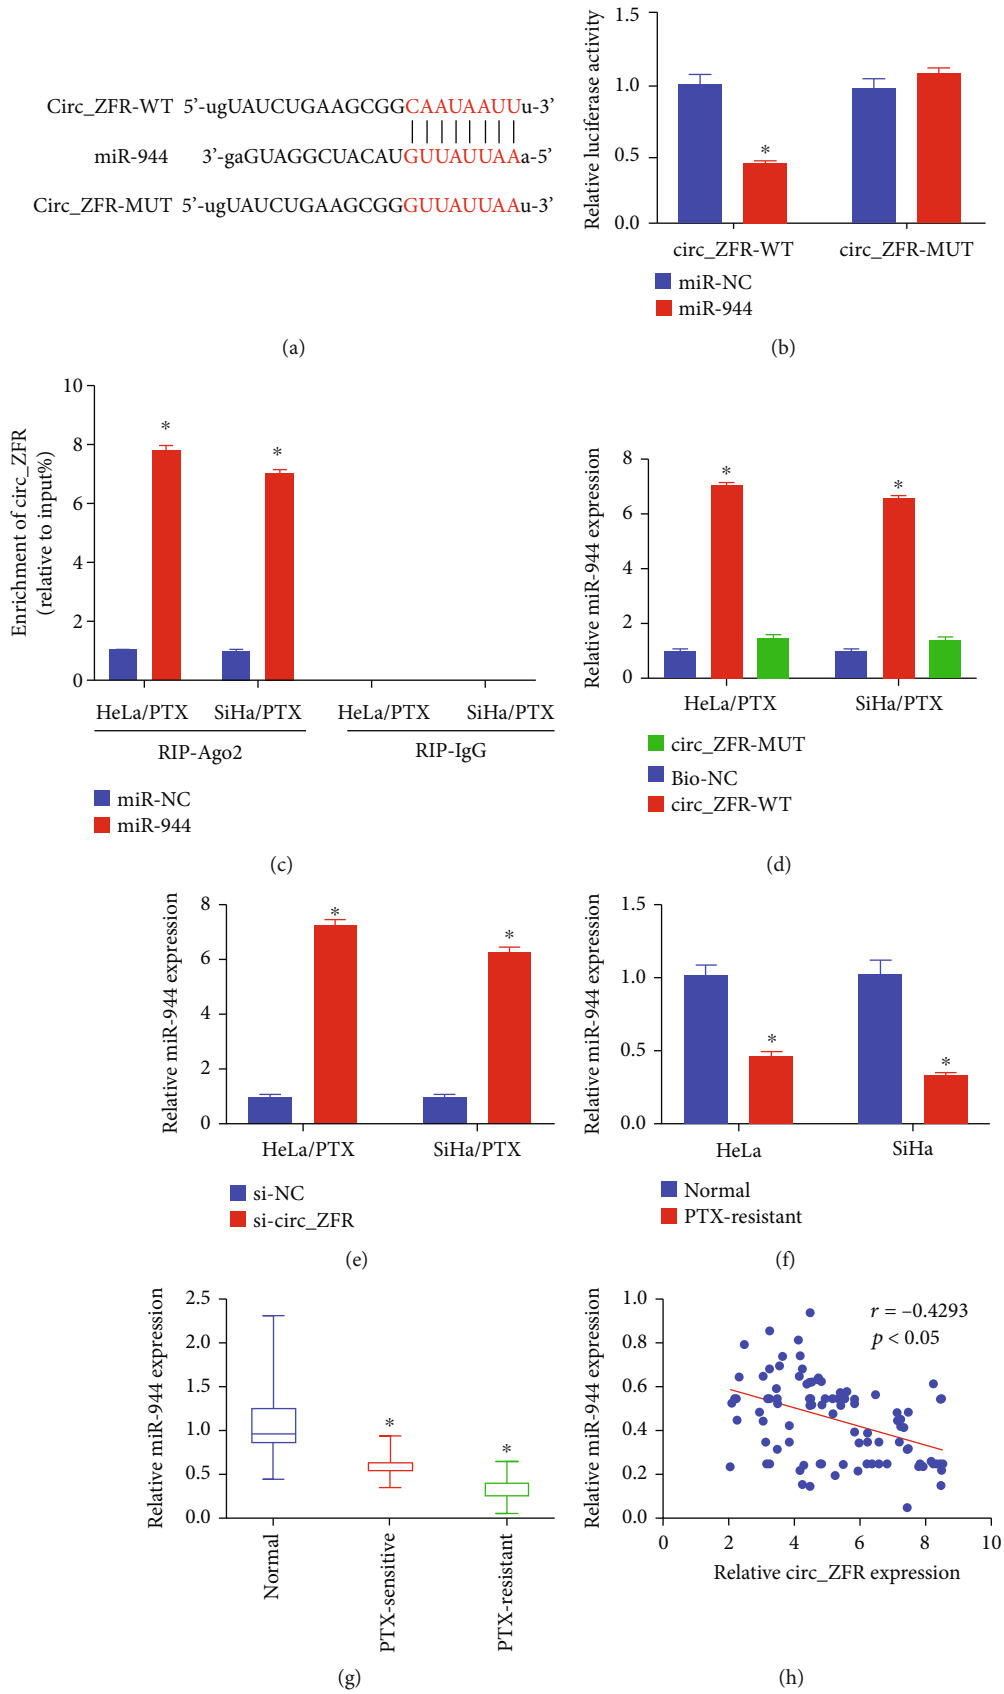 Circ_ZFR-WT 5’-ugUAUCUGAAGCGGCAAUAAUUu-3’
miR-944 3’-gaGUAGGCUACAUGUUAUUAAa-5’
Circ_ZFR-MUT 5’-ugUAUCUGAAGCGGGUUAUUAAu-3’
(a)
Relative luciferase activity
1.5
1.0
0.5
0.0
*
circ_ZFR-WT circ_ZFR-MUT
miR-NC
miR-944
(b)
Enrichment of circ_ZFR
(relative to input%)
10
8
6
4
2
0
* *
HeLa/PTX SiHa/PTX HeLa/PTX SiHa/PTX
RIP-Ago2 RIP-IgG
miR-NC
miR-944
(c)
Relative miR-944 expression
8
6
4
2
0
* *
HeLa/PTX SiHa/PTX
circ_ZFR-MUT
Bio-NC
circ_ZFR-WT
(d)
Relative miR-944 expression
8
6
4
2
0
* *
HeLa/PTX SiHa/PTX
si-NC
si-circ_ZFR
(e)
Relative miR-944 expression
1.5
1.0
0.5
0.0
* *
HeLa SiHa
Normal
PTX-resistant
(f)
Relative miR-944 expression
2.5
2.0
1.5
1.0
0.5
0.0
* *
Normal
PTX-sensitive
PTX-resistant
(g)
Relative miR-944 expression
1.0
0.8
0.6
0.4
0.2
0.0
r = –0.4293
p < 0.05
0 2 4 6 8 10
Relative circ_ZFR expression
(h)